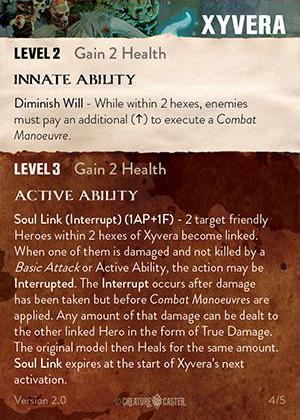 XYVERA
LEVEL 2 Gain 2 Health
INNATE ABILITY
Diminish Will - While within 2 hexes, enemies
must pay an additional (↑) to execute a Combat
Manoeuvre.
LEVEL 3 Gain 2 Health
ACTIVE ABILITY
Soul Link (Interrupt) (1AP+1F) - 2 target friendly
Heroes within 2 hexes of Xyvera become linked.
When one of them is damaged and not killed by a
Basic Attack or Active Ability, the action may be
Interrupted. The Interrupt occurs after damage
has been taken but before Combat Manoeuvres are
applied. Any amount of that damage can be dealt to
the other linked Hero in the form of True Damage.
The original model then Heals for the same amount.
Soul Link expires at the start of Xyvera's next
activation.
Version 2.0 © CREATURE CASTER 4/5